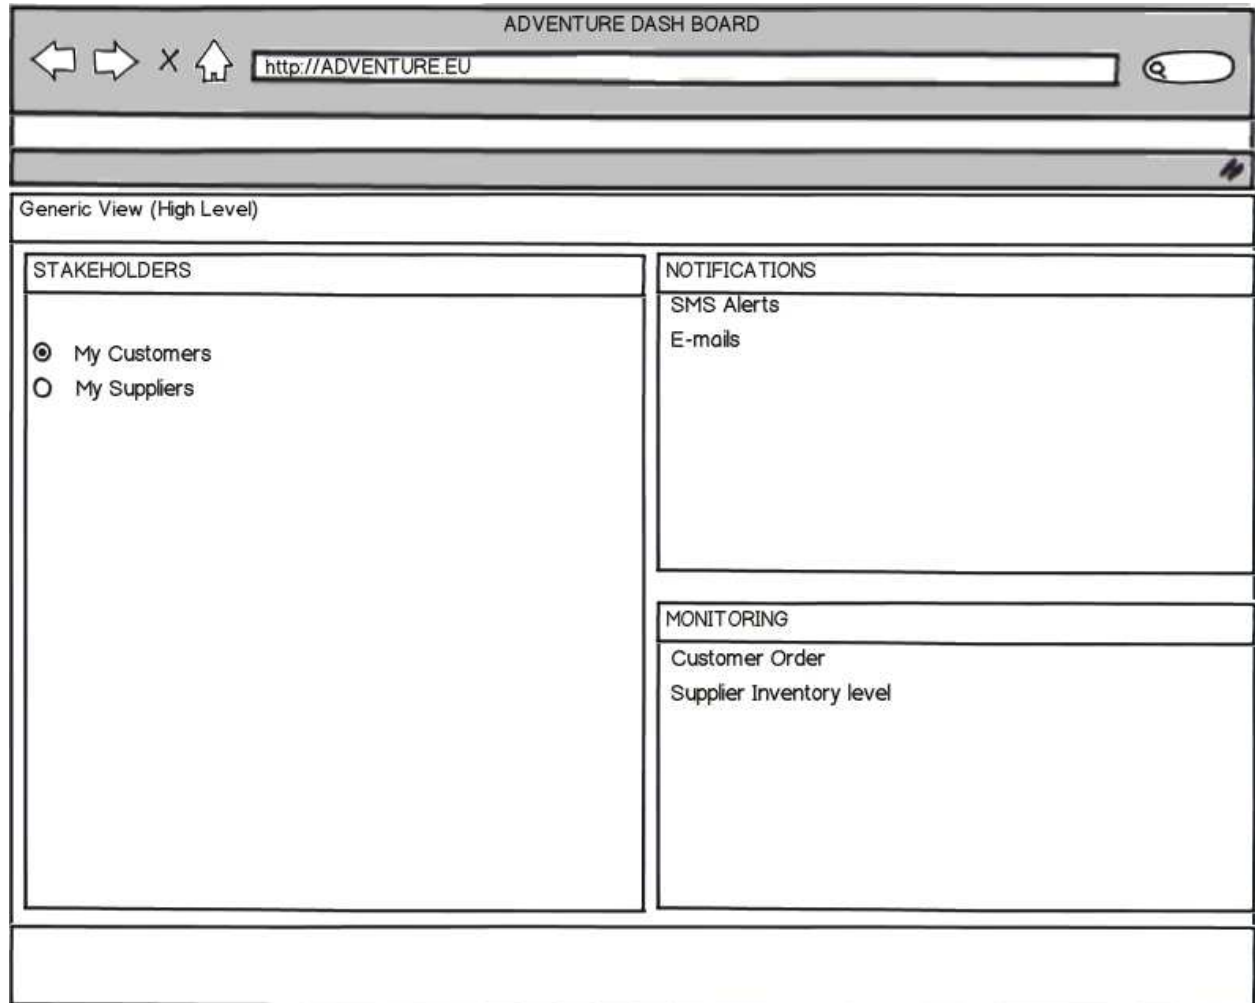 ADVENTURE DASH BOARD
http://ADVENTURE.EU
Generic View (High Level)
STAKEHOLDERS
My Customers
My Suppliers
NOTIFICATIONS
SMS Alerts
E-mails
MONITORING
Customer Order
Supplier Inventory level